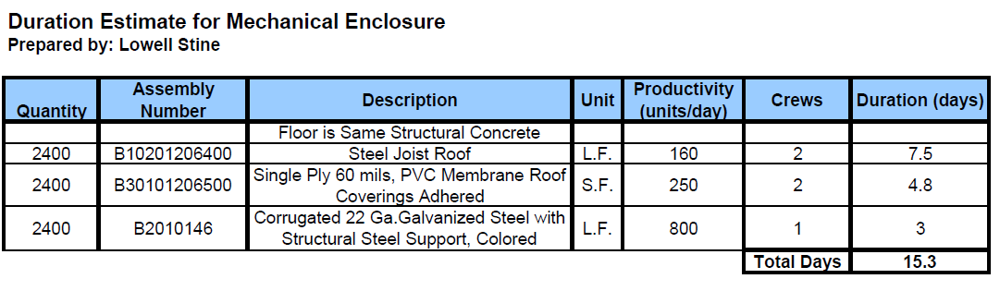 Duration Estimate for Mechanical Enclosure
Prepared by: Lowell Stine
Quantity Assembly Number Description Unit Productivity (units/day) Crews Duration (days)
Floor is Same Structural Concrete
2400 B10201206400 Steel Joist Roof L.F. 160 2 7.5
2400 B30101206500 Single Ply 60 mils, PVC Membrane Roof Coverings Adhered S.F. 250 2 4.8
2400 B2010146 Corrugated 22 Ga.Galvanized Steel with Structural Steel Support, Colored L.F. 800 1 3
Total Days 15.3